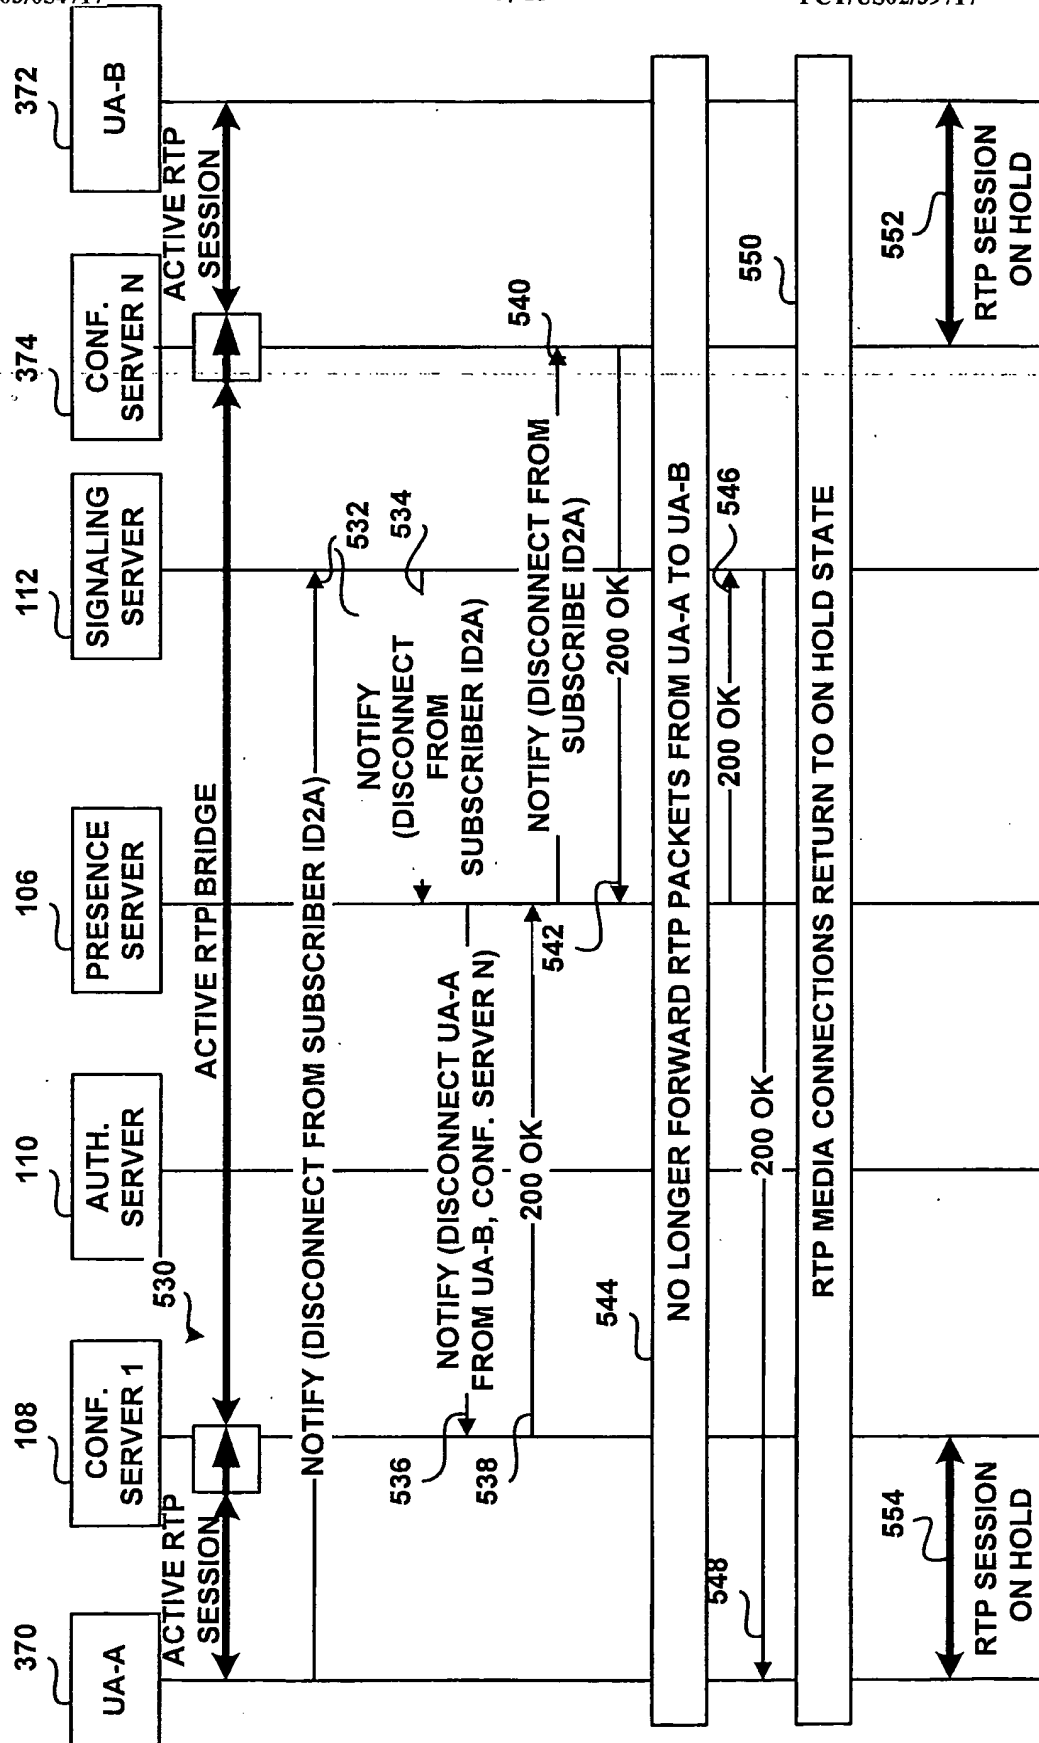 370
108
110
106
112
374
372
UA-A
CONF.
SERVER 1
AUTH.
SERVER
PRESENCE
SERVER
SIGNALING
SERVER
CONF.
SERVER N
UA-B
ACTIVE RTP
SESSION
530
ACTIVE RTP BRIDGE
ACTIVE RTP
SESSION
NOTIFY (DISCONNECT FROM SUBSCRIBER ID2A)
532
NOTIFY
(DISCONNECT
FROM
SUBSCRIBER ID2A)
534
536
NOTIFY (DISCONNECT UA-A
FROM UA-B, CONF. SERVER N)
538
200 OK
NOTIFY (DISCONNECT FROM
SUBSCRIBE ID2A)
540
542
200 OK
544
NO LONGER FORWARD RTP PACKETS FROM UA-A TO UA-B
200 OK
546
548
200 OK
550
RTP MEDIA CONNECTIONS RETURN TO ON HOLD STATE
554
RTP SESSION
ON HOLD
552
RTP SESSION
ON HOLD